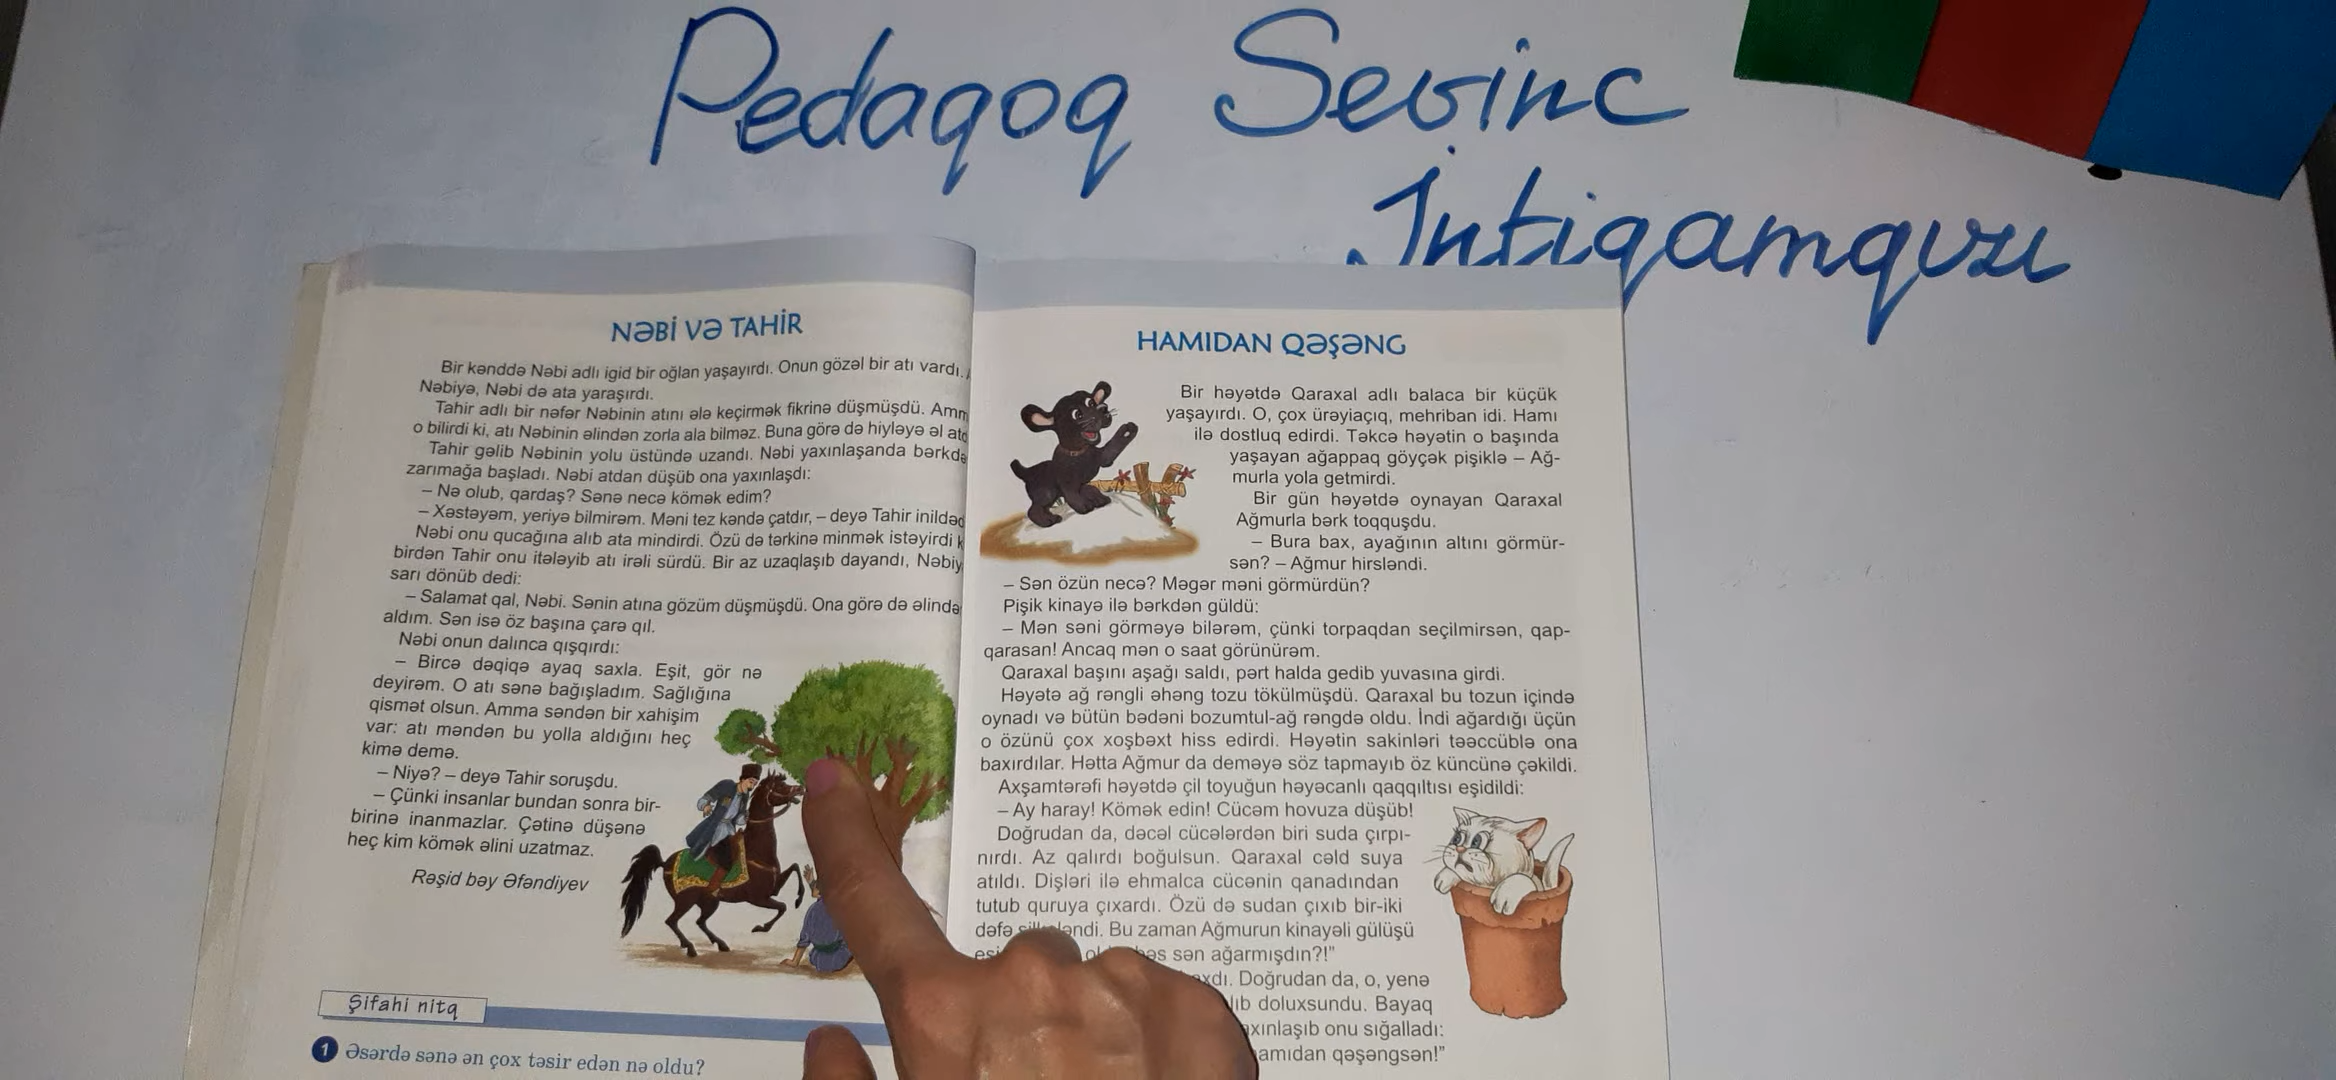 Pedaqoq Sevinc
İntiqamqızı
NƏBİ VƏ TAHİR
Bir kənddə Nəbi adlı igid bir oğlan yaşayırdı. Onun gözəl bir atı vardı.
Nəbiyə, Nəbi də ata yaraşırdı.
Tahir adlı bir nəfər Nəbinin atını ələ keçirmək fikrinə düşmüşdü.
o bilirdi ki, atı Nəbinin əlindən zorla ala bilməz. Buna görə də hiyləyə əl
Tahir gəlib Nəbinin yolu üstündə uzandı. Nəbi yaxınlaşanda
zarımağa başladı. Nəbi atdan düşüb ona yaxınlaşdı:
– Nə olub, qardaş? Sənə necə kömək edim?
– Xəstəyəm, yeriyə bilmirəm. Məni tez kəndə çatdır, – deyə Tahir
Nəbi onu qucağına alıb ata mindirdi. Özü də tərkinə minmək istəyirdi
birdən Tahir onu itələyib atı irəli sürdü. Bir az uzaqlaşıb dayandı,
sarı dönüb dedi:
– Salamat qal, Nəbi. Sənin atına gözüm düşmüşdü. Ona görə də
aldım. Sən isə öz başına çarə qıl.
Nəbi onun dalınca qışqırdı:
– Bircə dəqiqə ayaq saxla. Eşit, gör nə
deyirəm. O atı sənə bağışladım. Sağlığına
qismət olsun. Amma səndən bir xahişim
var: atı məndən bu yolla aldığını heç
kimə demə.
– Niyə? – deyə Tahir soruşdu.
– Çünki insanlar bundan sonra bir-
birinə inanmazlar. Çətinə düşənə
heç kim kömək əlini uzatmaz.
Rəşid bəy Əfəndiyev
Şifahi nitq
1 Əsərdə sənə ən çox təsir edən nə oldu?
HAMIDAN QƏŞƏNG
Bir həyətdə Qaraxal adlı balaca bir küçük
yaşayırdı. O, çox ürəyiaçıq, mehriban idi. Hamı
ilə dostluq edirdi. Təkcə həyətin o başında
yaşayan ağappaq göyçək pişiklə – Ağ-
murla yola getmirdi.
Bir gün həyətdə oynayan Qaraxal
Ağmurla bərk toqquşdu.
– Bura bax, ayağının altını görmür-
sən? – Ağmur hirsləndi.
– Sən özün necə? Məgər məni görmürdün?
Pişik kinayə ilə bərkdən güldü:
– Mən səni görməyə bilərəm, çünki torpaqdan seçilmirsən, qap-
qarasan! Ancaq mən o saat görünürəm.
Qaraxal başını aşağı saldı, pərt halda gedib yuvasına girdi.
Həyətə ağ rəngli əhəng tozu tökülmüşdü. Qaraxal bu tozun içində
oynadı və bütün bədəni bozumtul-ağ rəngdə oldu. İndi ağardığı üçün
o özünü çox xoşbəxt hiss edirdi. Həyətin sakinləri təəccüblə ona
baxırdılar. Hətta Ağmur da deməyə söz tapmayıb öz küncünə çəkildi.
Axşamtərəfi həyətdə çil toyuğun həyəcanlı qaqqıltısı eşidildi:
– Ay haray! Kömək edin! Cücəm hovuza düşüb!
Doğrudan da, dəcəl cücələrdən biri suda çırpı-
nırdı. Az qalırdı boğulsun. Qaraxal cəld suya
atıldı. Dişləri ilə ehmalca cücənin qanadından
tutub quruya çıxardı. Özü də sudan çıxıb bir-iki
dəfə Bu zaman Ağmurun kinayəli gülüşü
sən ağarmışdın?!"
Doğrudan da, o, yenə
doluxsundu. Bayaq
onu sığalladı:
qəşəngsən!"